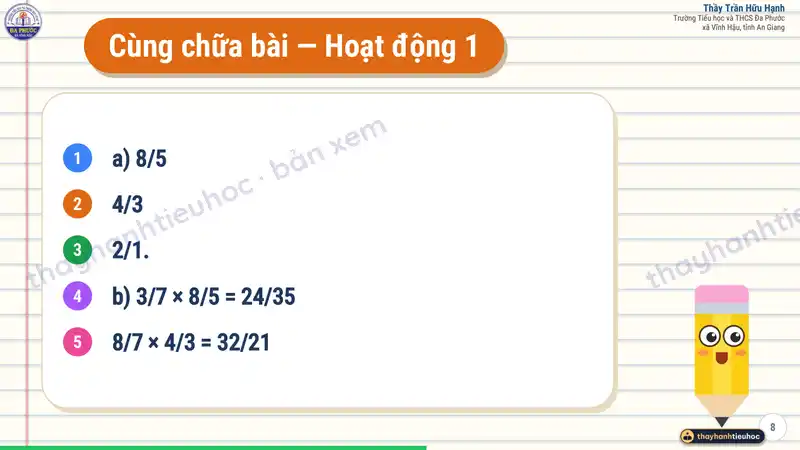 Thầy Trần Hữu Hạnh
Trường Tiểu học và THCS Đa Phước
xã Vĩnh Hậu, tỉnh An Giang
ĐA PHƯỚC
Cùng chữa bài – Hoạt động 1
1 a) 8/5
2 4/3
3 2/1.
4 b) 3/7 × 8/5 = 24/35
5 8/7 × 4/3 = 32/21
thayhanhtieuhoc · bản xem
thayhanhtieuhoc
8